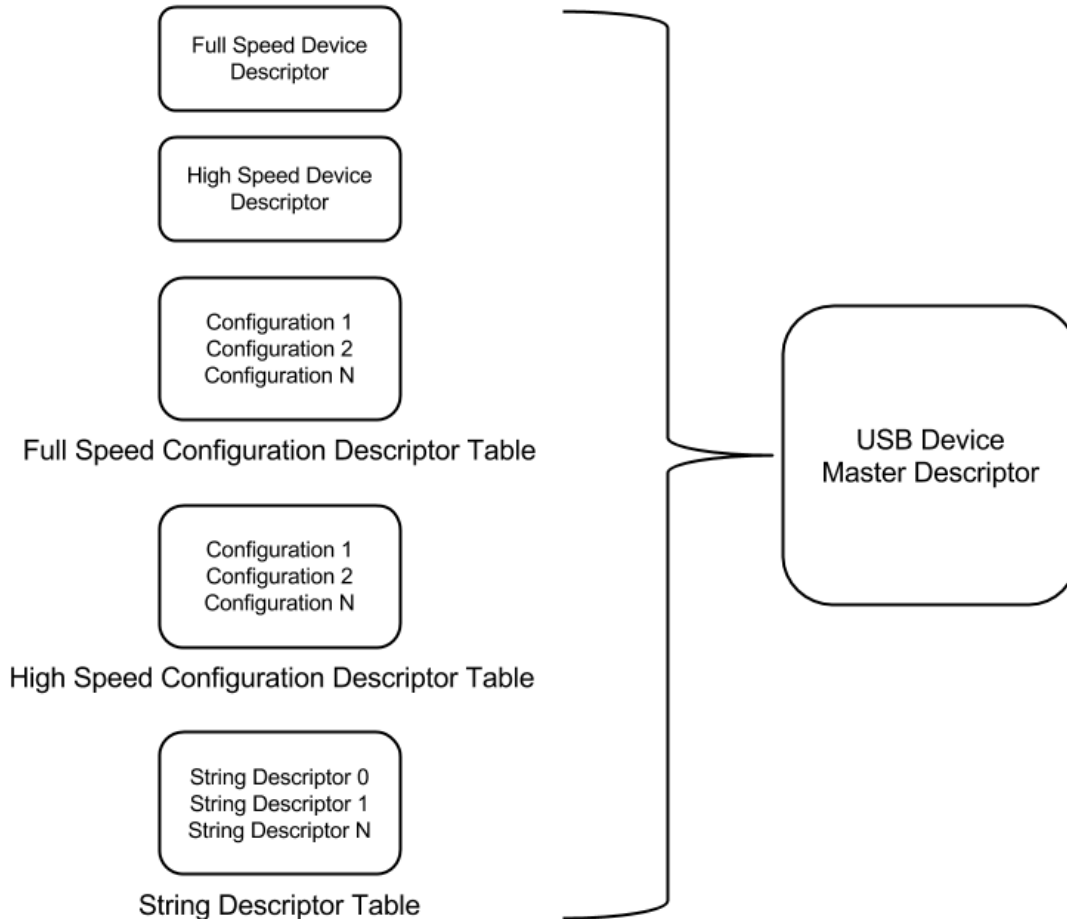 Full Speed Device
Descriptor
High Speed Device
Descriptor
Configuration 1
Configuration 2
Configuration N
Full Speed Configuration Descriptor Table
Configuration 1
Configuration 2
Configuration N
High Speed Configuration Descriptor Table
String Descriptor 0
String Descriptor 1
String Descriptor N
String Descriptor Table
USB Device
Master Descriptor